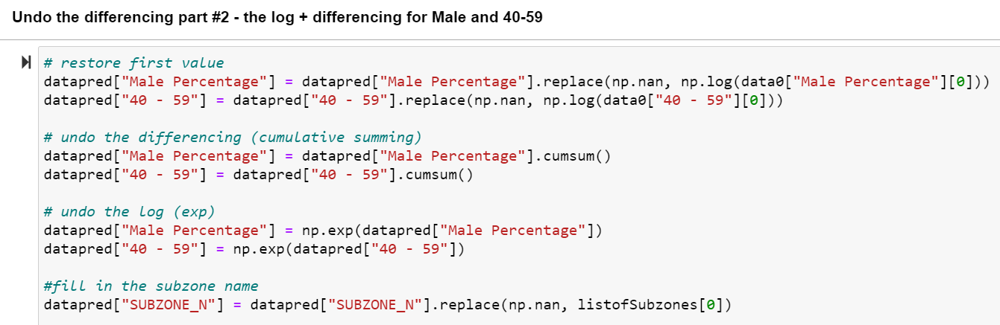 Undo the differencing part #2 - the log + differencing for Male and 40-59
# restore first value
datapred["Male Percentage"] = datapred["Male Percentage"].replace(np.nan, np.log(data0["Male Percentage"][0]))
datapred["40 - 59"] = datapred["40 - 59"].replace(np.nan, np.log(data0["40 - 59"][0]))
# undo the differencing (cumulative summing)
datapred["Male Percentage"] = datapred["Male Percentage"].cumsum()
datapred["40 - 59"] = datapred["40 - 59"].cumsum()
# undo the log (exp)
datapred["Male Percentage"] = np.exp(datapred["Male Percentage"])
datapred["40 - 59"] = np.exp(datapred["40 - 59"])
#fill in the subzone name
datapred["SUBZONE_N"] = datapred["SUBZONE_N"].replace(np.nan, listofSubzones[0])